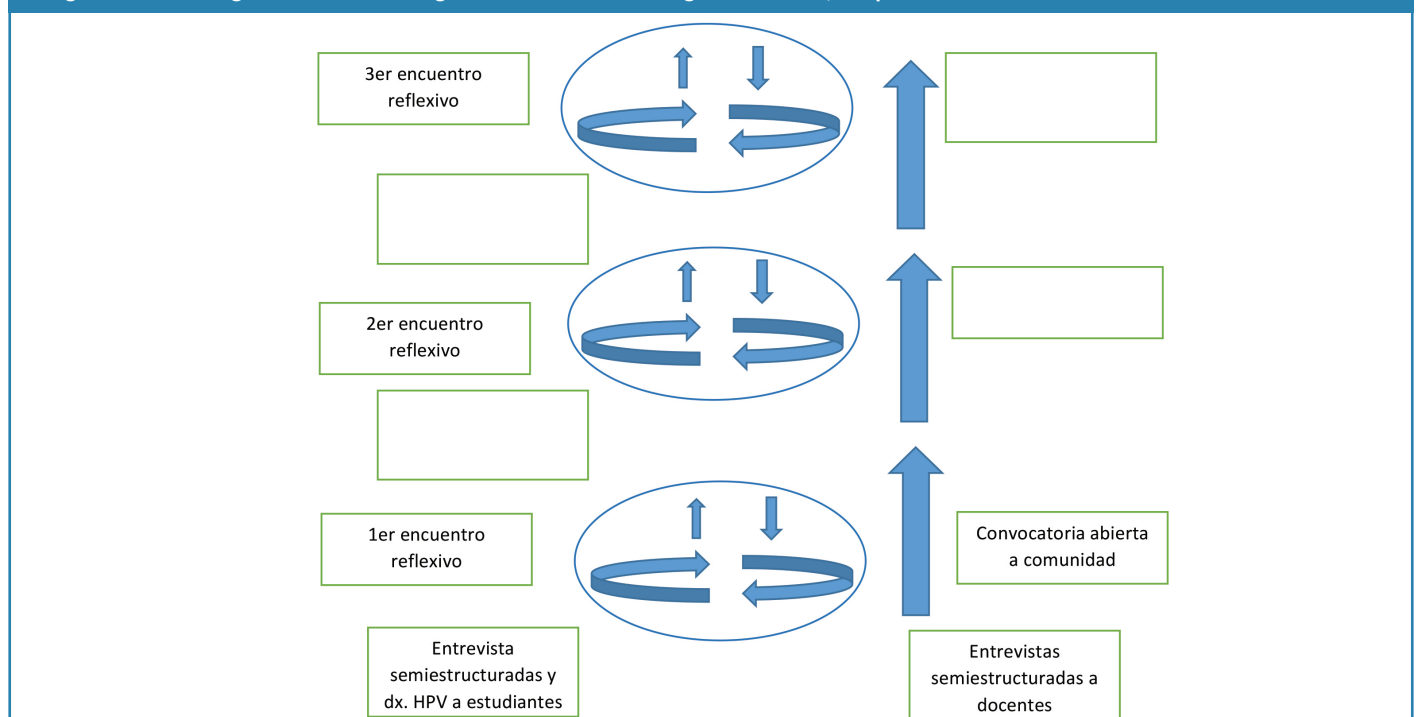 3er encuentro
reflexivo
2er encuentro
reflexivo
1er encuentro
reflexivo
Convocatoria abierta
a comunidad
Entrevista
semiestructuradas y
dx. HPV a estudiantes
Entrevistas
semiestructuradas a
docentes